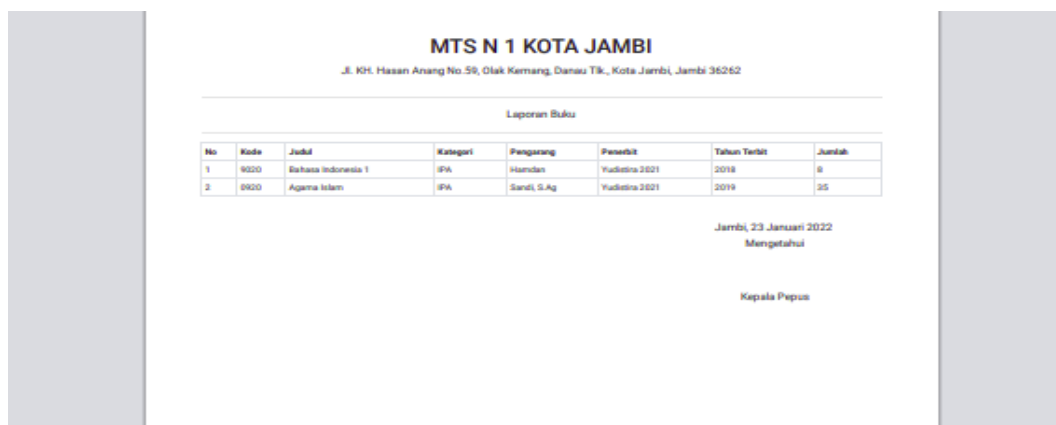 MTS N 1 KOTA JAMBI
Jl. KH. Hasan Anang No.59, Olak Kemang, Danau Tlk., Kota Jambi, Jambi 36262
Laporan Buku
No Kode Judul Kategori Pengarang Penerbit Tahun Terbit Jumlah
1 9020 Bahasa Indonesia 1 IPA Hamdan Yudistira 2021 2018 8
2 0920 Agama Islam IPA Sandi, S.Ag Yudistira 2021 2019 35
Jambi, 23 Januari 2022
Mengetahui
Kepala Pepus